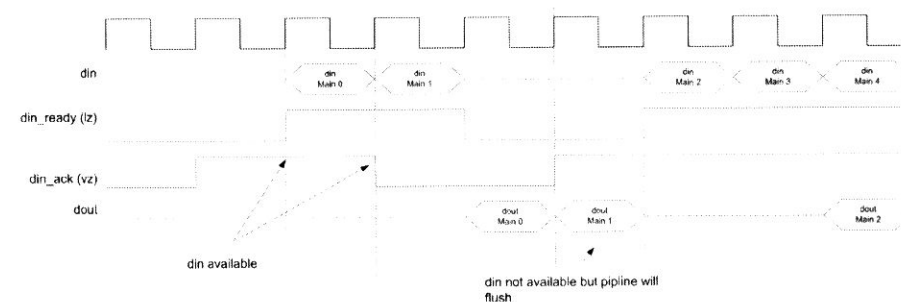 din
din
Main 0
din
Main 1
din
Main 2
din
Main 3
din
Main 4
din_ready (lz)
din_ack (vz)
dout
dout
Main 0
dout
Main 1
dout
Main 2
din available
din not available but pipline will
flush